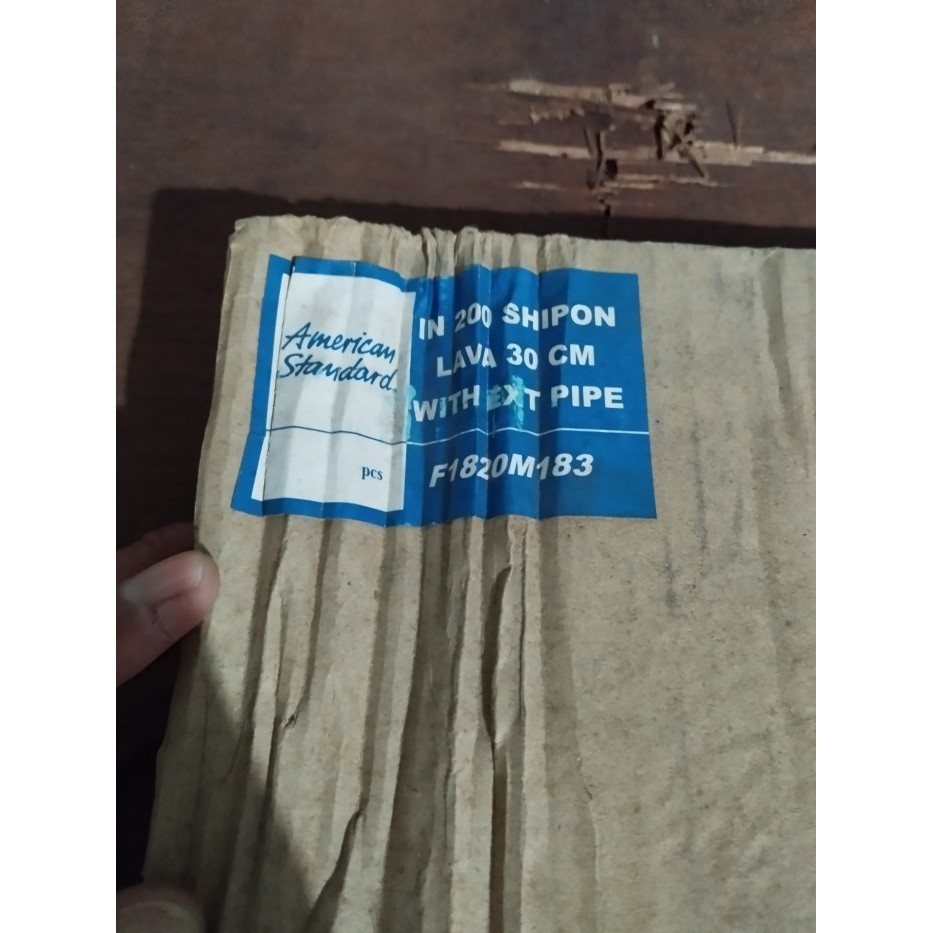 American
Standard
IN 200 SHIPON
LAVA 30 CM
WITH EXT PIPE
pcs
F1820M183